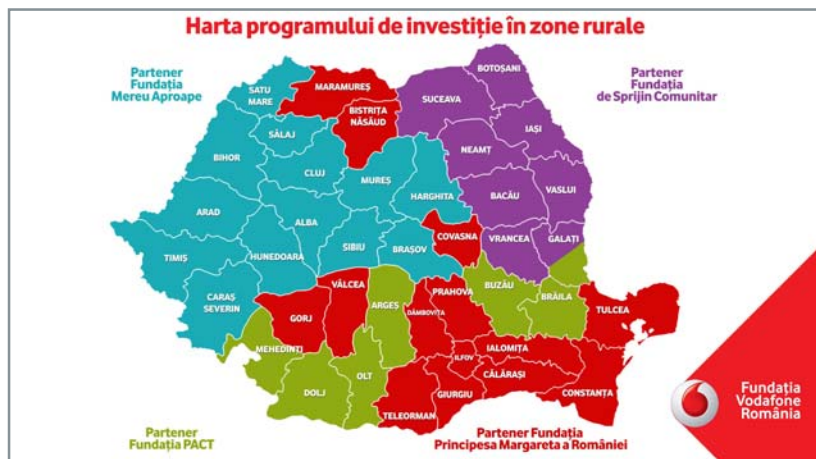 Harta programului de investiție în zone rurale
Partener
Fundația
Mereu Aproape
Partener
Fundația
de Sprijin Comunitar
BOTOȘANI
SATU
MARE
MARAMUREȘ
SUCEAVA
BISTRIȚA
NĂSĂUD
IAȘI
SĂLAJ
NEAMȚ
BIHOR
CLUJ
MUREȘ
HARGHITA
BACĂU
VASLUI
ARAD
ALBA
COVASNA
VRANCEA
GALAȚI
TIMIȘ
HUNEDOARA
SIBIU
BRAȘOV
CARAȘ
SEVERIN
VÂLCEA
ARGEȘ
PRAHOVA
BUZĂU
BRĂILA
TULCEA
GORJ
DÂMBOVIȚA
MEHEDINȚI
IALOMIȚA
ILFOV
OLT
CĂLĂRAȘI
DOLJ
GIURGIU
CONSTANȚA
TELEORMAN
Partener
Fundația PACT
Partener Fundația
Principesa Margareta a României
Fundația
Vodafone
România